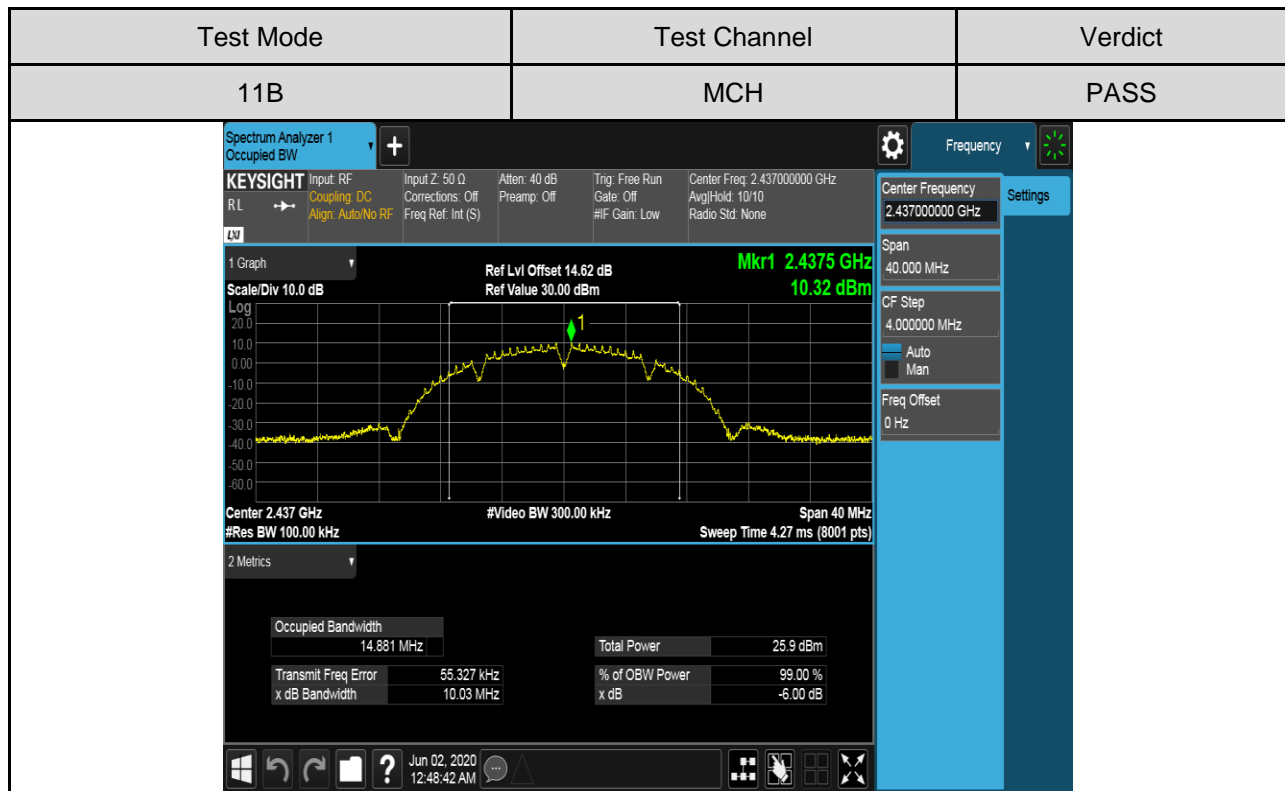 Test Mode Test Channel Verdict
11B MCH PASS
Spectrum Analyzer 1
Occupied BW
+
Frequency
KEYSIGHT
R L
LXI
Input: RF
Coupling: DC
Align: Auto/No RF
Input Z: 50 Ω
Corrections: Off
Freq Ref: Int (S)
Atten: 40 dB
Preamp: Off
Trig: Free Run
Gate: Off
#IF Gain: Low
Center Freq: 2.437000000 GHz
Avg|Hold: 10/10
Radio Std: None
Center Frequency
2.437000000 GHz
Settings
Span
40.000 MHz
CF Step
4.000000 MHz
Auto
Man
Freq Offset
0 Hz
1 Graph
Scale/Div 10.0 dB
Ref Lvl Offset 14.62 dB
Ref Value 30.00 dBm
Mkr1 2.4375 GHz
10.32 dBm
Log
20.0
10.0
0.00
-10.0
-20.0
-30.0
-40.0
-50.0
-60.0
1
Center 2.437 GHz
#Res BW 100.00 kHz
#Video BW 300.00 kHz
Span 40 MHz
Sweep Time 4.27 ms (8001 pts)
2 Metrics
Occupied Bandwidth
14.881 MHz
Total Power 25.9 dBm
Transmit Freq Error 55.327 kHz
% of OBW Power 99.00 %
x dB Bandwidth 10.03 MHz
x dB -6.00 dB
?
Jun 02, 2020
12:48:42 AM